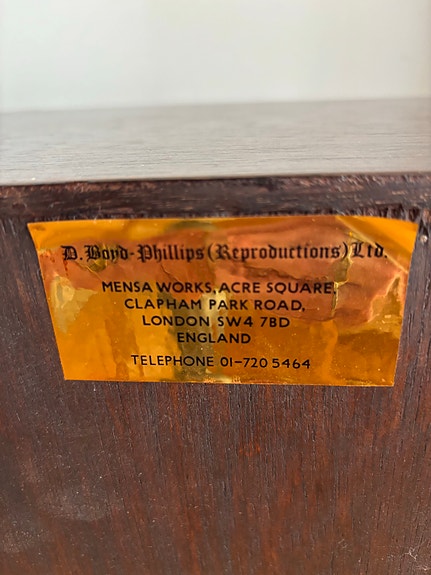 D. Boyd-Phillips (Reproductions) Ltd.
MENSA WORKS, ACRE SQUARE,
CLAPHAM PARK ROAD,
LONDON SW4 7BD
ENGLAND
TELEPHONE 01-720 5464